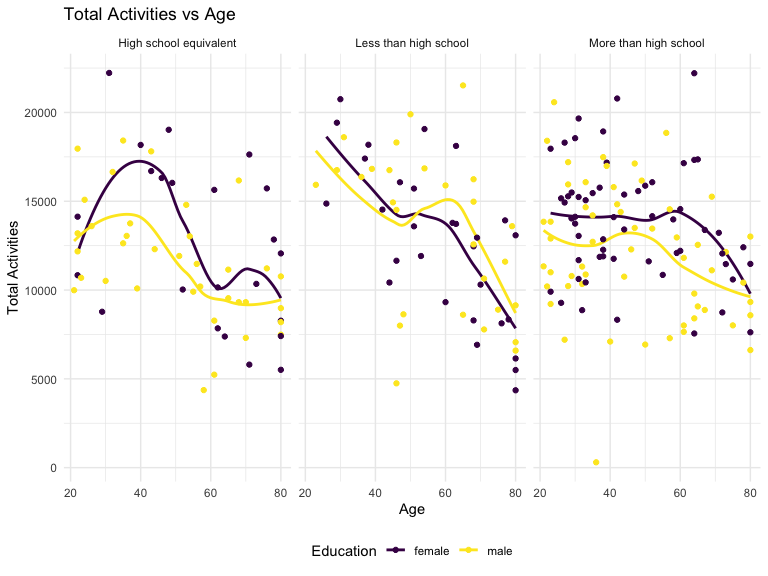 Total Activities vs Age
High school equivalent
Less than high school
More than high school
Total Activities
20000
15000
10000
5000
0
20 40 60 80
20 40 60 80
20 40 60 80
Age
Education female male